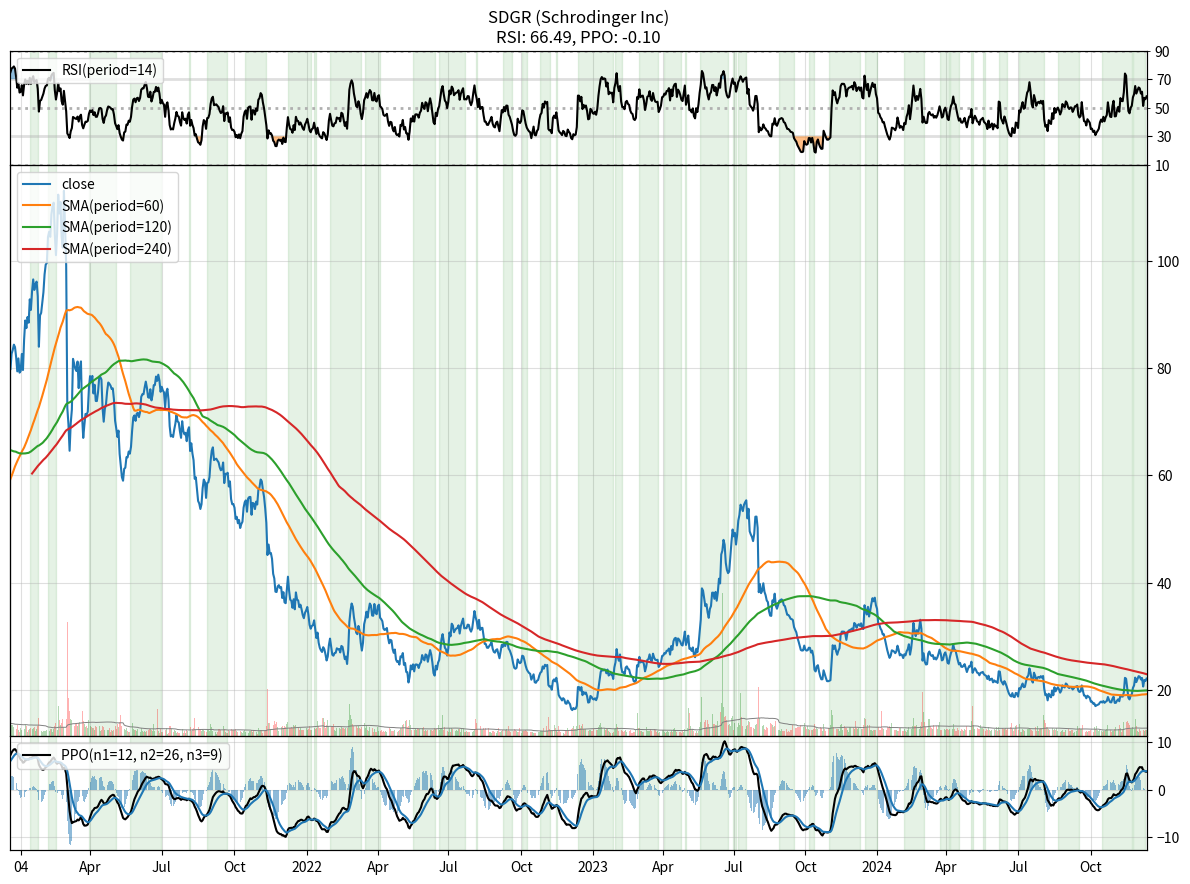 SDGR (Schrodinger Inc)
RSI: 66.49, PPO: -0.10
RSI(period=14)
90
70
50
30
10
close
SMA(period=60)
SMA(period=120)
SMA(period=240)
100
80
60
40
20
PPO(n1=12, n2=26, n3=9)
10
0
−10
04 Apr Jul Oct 2022 Apr Jul Oct 2023 Apr Jul Oct 2024 Apr Jul Oct